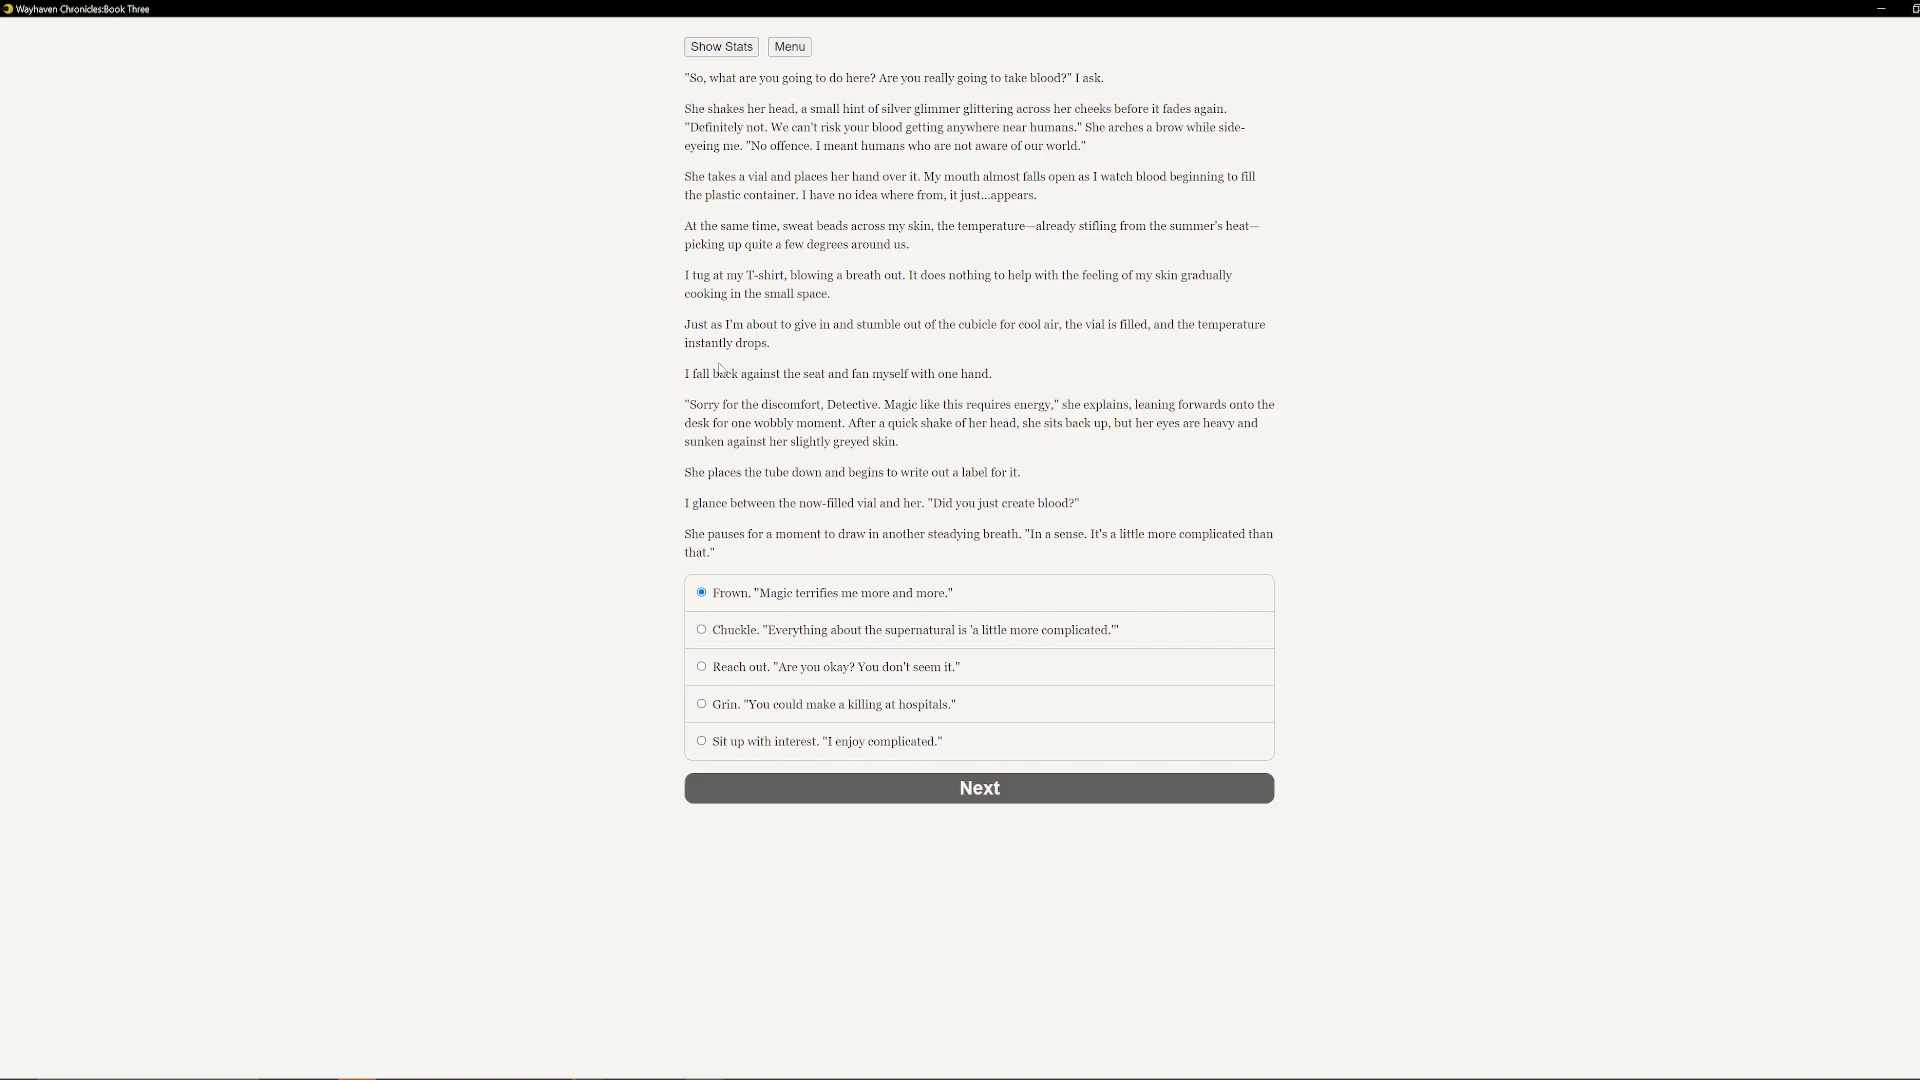 Wayhaven Chronicles:Book Three
Show Stats
Menu
"So, what are you going to do here? Are you really going to take blood?" I ask.
She shakes her head, a small hint of silver glimmer glittering across her cheeks before it fades again.
"Definitely not. We can't risk your blood getting anywhere near humans." She arches a brow while side-
eyeing me. "No offence. I meant humans who are not aware of our world."
She takes a vial and places her hand over it. My mouth almost falls open as I watch blood beginning to fill
the plastic container. I have no idea where from, it just...appears.
At the same time, sweat beads across my skin, the temperature—already stifling from the summer's heat—
picking up quite a few degrees around us.
I tug at my T-shirt, blowing a breath out. It does nothing to help with the feeling of my skin gradually
cooking in the small space.
Just as I'm about to give in and stumble out of the cubicle for cool air, the vial is filled, and the temperature
instantly drops.
I fall back against the seat and fan myself with one hand.
"Sorry for the discomfort, Detective. Magic like this requires energy," she explains, leaning forwards onto the
desk for one wobbly moment. After a quick shake of her head, she sits back up, but her eyes are heavy and
sunken against her slightly greyed skin.
She places the tube down and begins to write out a label for it.
I glance between the now-filled vial and her. "Did you just create blood?"
She pauses for a moment to draw in another steadying breath. "In a sense. It's a little more complicated than
that."
Frown. "Magic terrifies me more and more."
Chuckle. "Everything about the supernatural is 'a little more complicated.'"
Reach out. "Are you okay? You don't seem it."
Grin. "You could make a killing at hospitals."
Sit up with interest. "I enjoy complicated."
Next